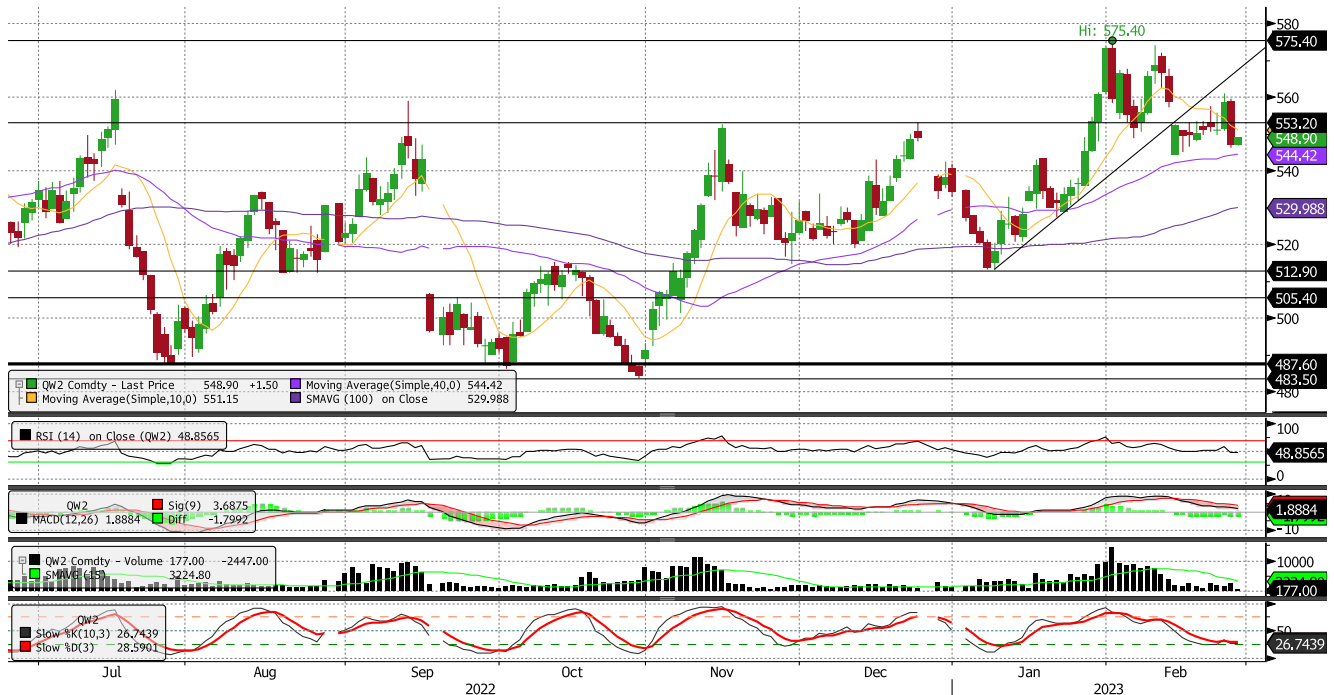 Hi: 575.40
580
575.40
560
553.20
548.90
544.42
540
529.988
520
512.90
505.40
500
487.60
483.50
480
QW2 Comdty - Last Price 548.90 +1.50 Moving Average(Simple,40,0) 544.42
Moving Average(Simple,10,0) 551.15 SMAVG (100) on Close 529.988
RSI (14) on Close (QW2) 48.8565
100
48.8565
0
QW2 Sig(9) 3.6875
MACD(12,26) 1.8884 Diff -1.7992
1.8884
-10
QW2 Comdty - Volume 177.00 -2447.00
SMAVG (15) 3224.80
10000
177.00
QW2
Slow %K(10,3) 26.7439
Slow %D(3) 28.5901
50
26.7439
Jul Aug Sep Oct Nov Dec Jan Feb
2022 2023